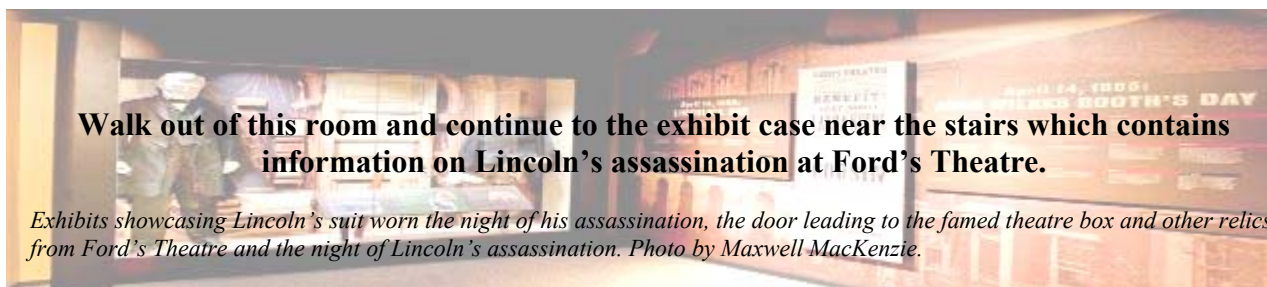 April 14, 1865:
JOHN WILKES BOOTH'S DAY
BENEFIT
Walk out of this room and continue to the exhibit case near the stairs which contains
information on Lincoln's assassination at Ford's Theatre.
Exhibits showcasing Lincoln's suit worn the night of his assassination, the door leading to the famed theatre box and other relics
from Ford's Theatre and the night of Lincoln's assassination. Photo by Maxwell MacKenzie.